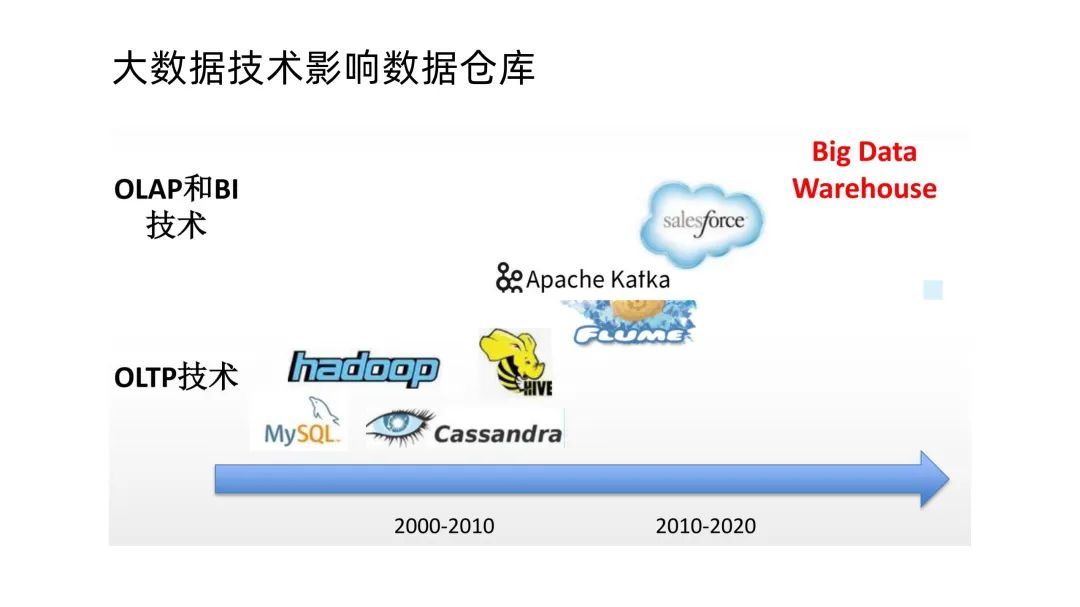 大数据技术影响数据仓库
Big Data
Warehouse
OLAP和BI
技术
salesforce
Apache Kafka
FLUME
OLTP技术
hadoop
HIVE
MySQL
Cassandra
2000-2010
2010-2020